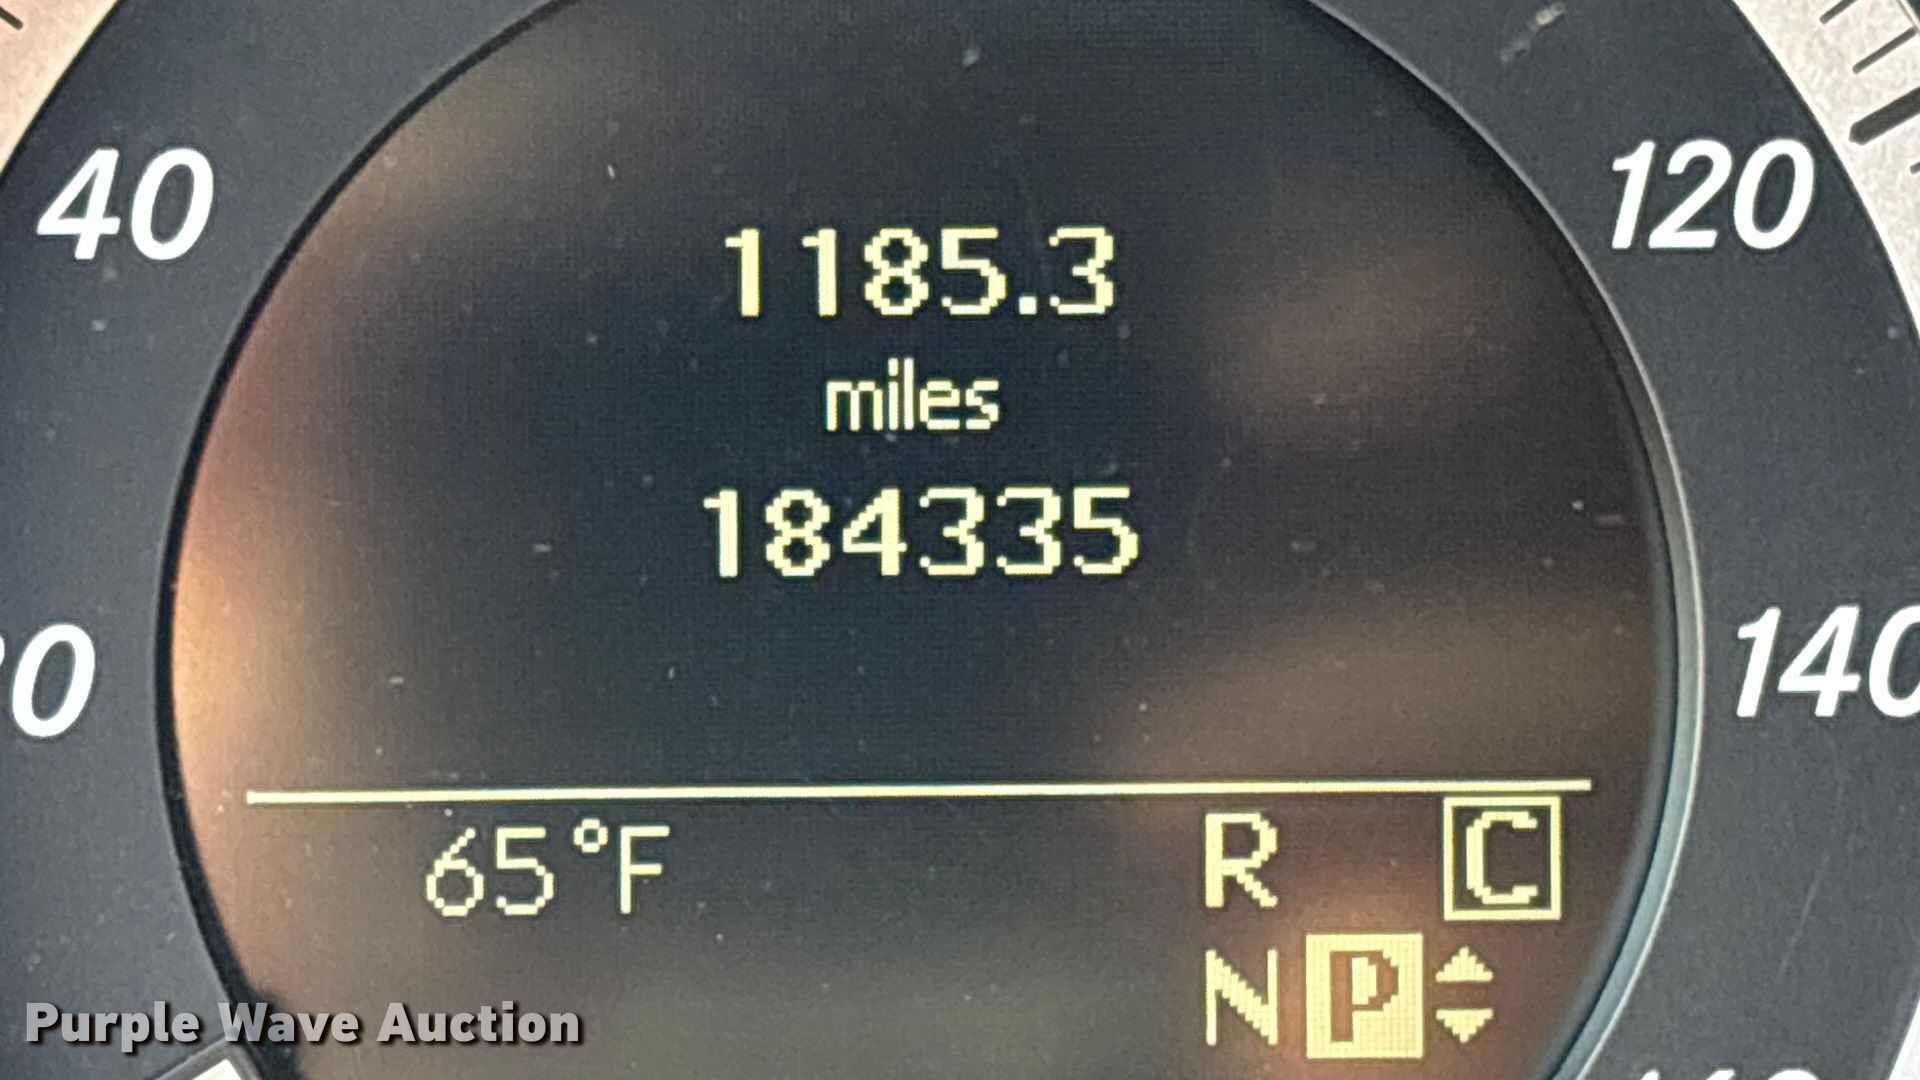 40
120
1185.3
miles
184335
140
65°F
R C
N P
Purple Wave Auction